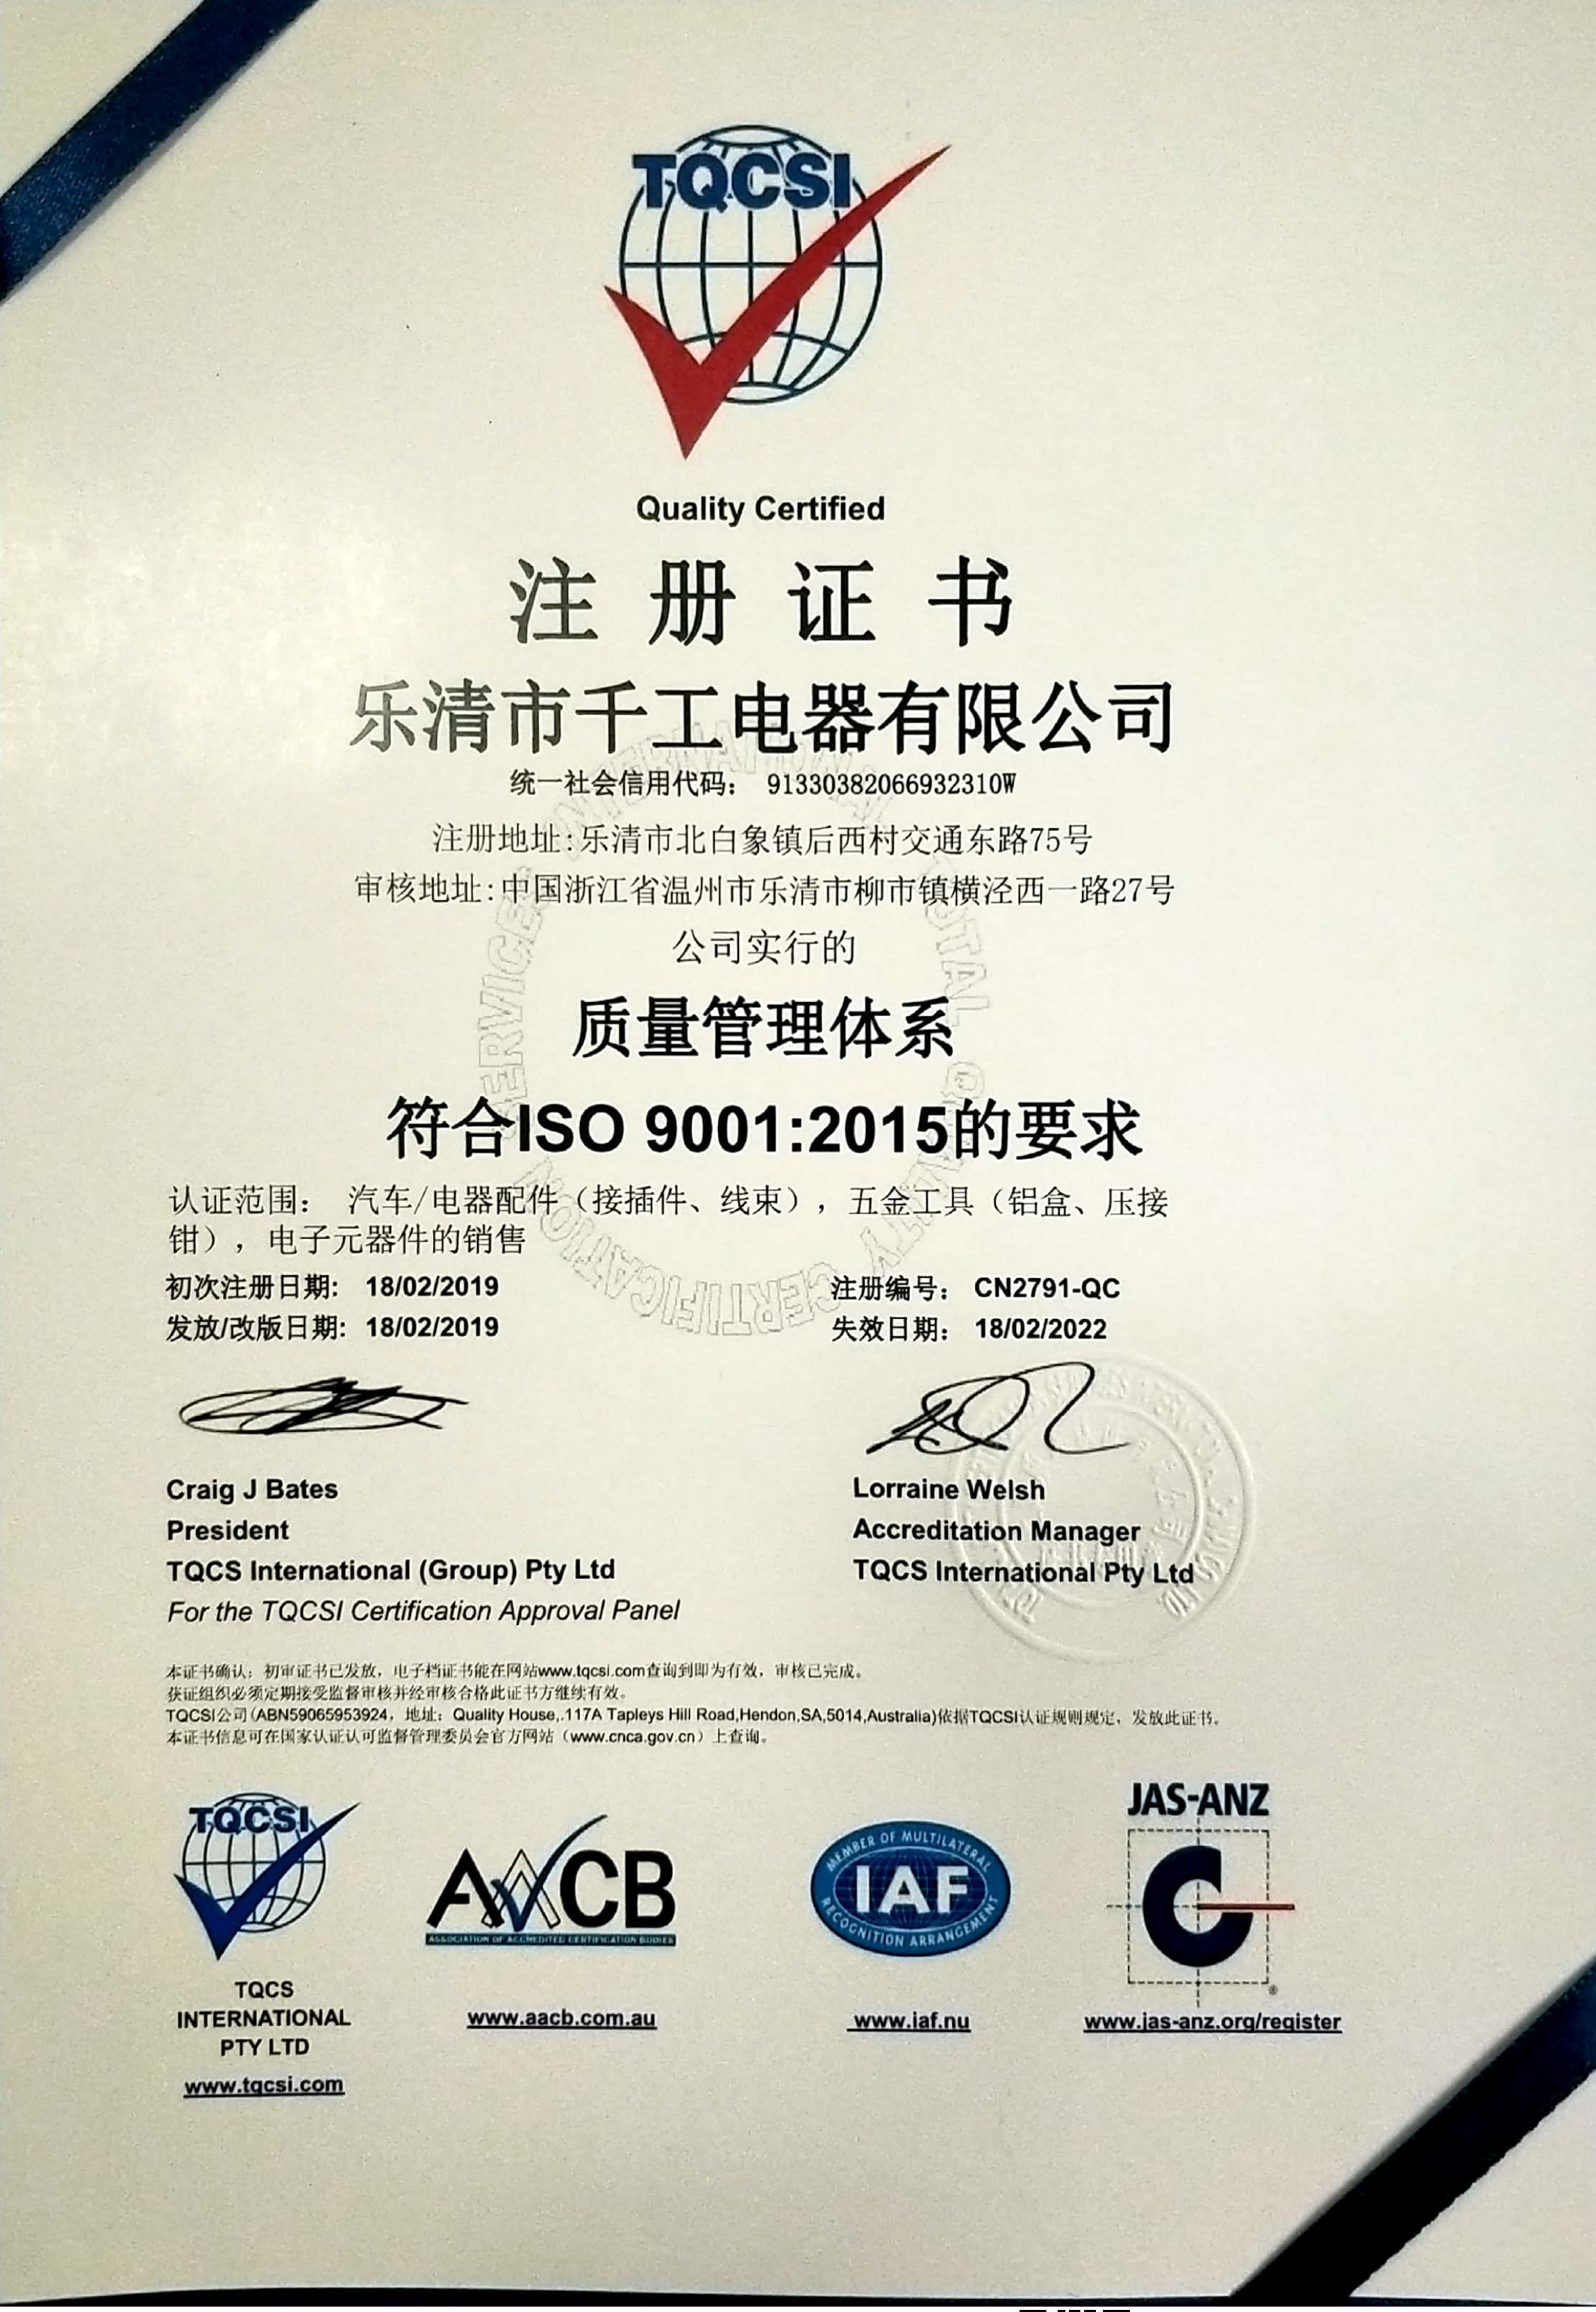 TQCSI
Quality Certified
注册证书
乐清市千工电器有限公司
统一社会信用代码： 91330382066932310W
注册地址:乐清市北白象镇后西村交通东路75号
审核地址:中国浙江省温州市乐清市柳市镇横泾西一路27号
公司实行的
质量管理体系
符合ISO 9001:2015的要求
认证范围： 汽车/电器配件（接插件、线束），五金工具（铝盒、压接
钳），电子元器件的销售
初次注册日期: 18/02/2019 注册编号： CN2791-QC
发放/改版日期: 18/02/2019 失效日期： 18/02/2022
TOTAL QUALITY CERTIFICATION SERVICES INTERNATIONAL
Craig J Bates
President
TQCS International (Group) Pty Ltd
For the TQCSI Certification Approval Panel
Lorraine Welsh
Accreditation Manager
TQCS International Pty Ltd
本证书确认：初审证书已发放，电子档证书能在网站www.tqcsi.com查询到即为有效，审核已完成。
获证组织必须定期接受监督审核并经审核合格此证书方继续有效。
TQCSI公司(ABN59065953924，地址：Quality House,.117A Tapleys Hill Road,Hendon,SA,5014,Australia)依据TQCSI认证规则规定，发放此证书。
本证书信息可在国家认证认可监督管理委员会官方网站（www.cnca.gov.cn）上查询。
TQCSI
TQCS
INTERNATIONAL
PTY LTD
www.tqcsi.com
AACB
ASSOCIATION OF ACCREDITED CERTIFICATION BODIES
www.aacb.com.au
MEMBER OF MULTILATERAL
IAF
RECOGNITION ARRANGEMENT
www.iaf.nu
JAS-ANZ
www.jas-anz.org/register